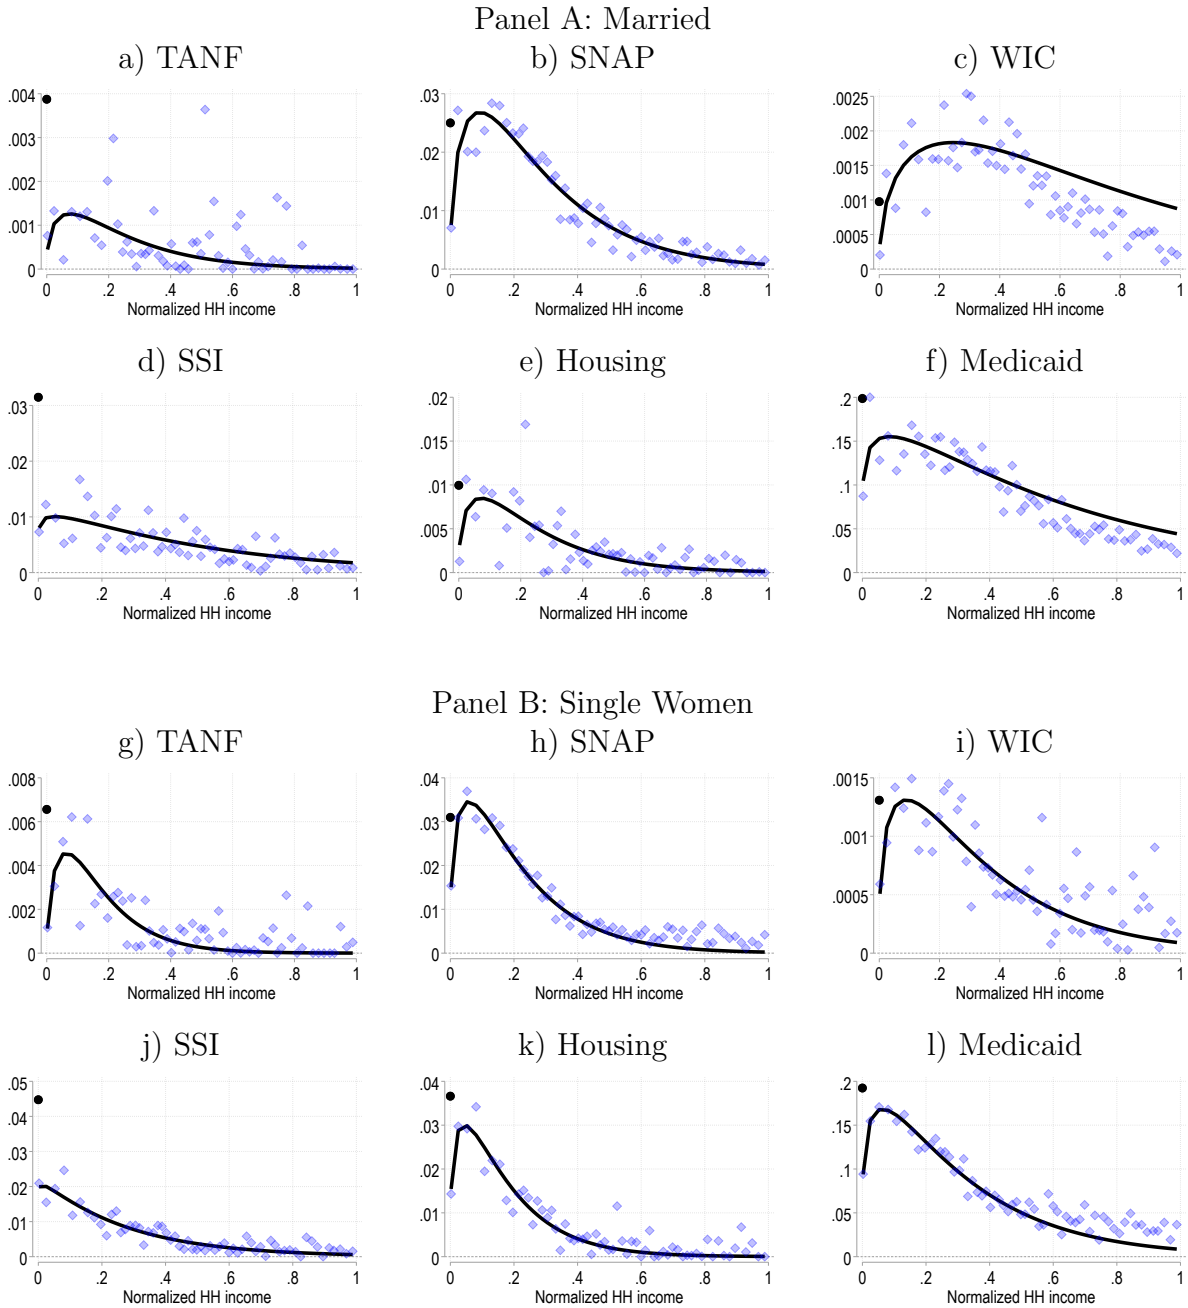 Panel A: Married
a) TANF
b) SNAP
c) WIC
.004
.003
.002
.001
0
0 .2 .4 .6 .8 1
Normalized HH income
.03
.02
.01
0
0 .2 .4 .6 .8 1
Normalized HH income
.0025
.002
.0015
.001
.0005
0
0 .2 .4 .6 .8 1
Normalized HH income
d) SSI
e) Housing
f) Medicaid
.03
.02
.01
0
0 .2 .4 .6 .8 1
Normalized HH income
.02
.015
.01
.005
0
0 .2 .4 .6 .8 1
Normalized HH income
.2
.15
.1
.05
0
0 .2 .4 .6 .8 1
Normalized HH income
Panel B: Single Women
g) TANF
h) SNAP
i) WIC
.008
.006
.004
.002
0
0 .2 .4 .6 .8 1
Normalized HH income
.04
.03
.02
.01
0
0 .2 .4 .6 .8 1
Normalized HH income
.0015
.001
.0005
0
0 .2 .4 .6 .8 1
Normalized HH income
j) SSI
k) Housing
l) Medicaid
.05
.04
.03
.02
.01
0
0 .2 .4 .6 .8 1
Normalized HH income
.04
.03
.02
.01
0
0 .2 .4 .6 .8 1
Normalized HH income
.2
.15
.1
.05
0
0 .2 .4 .6 .8 1
Normalized HH income